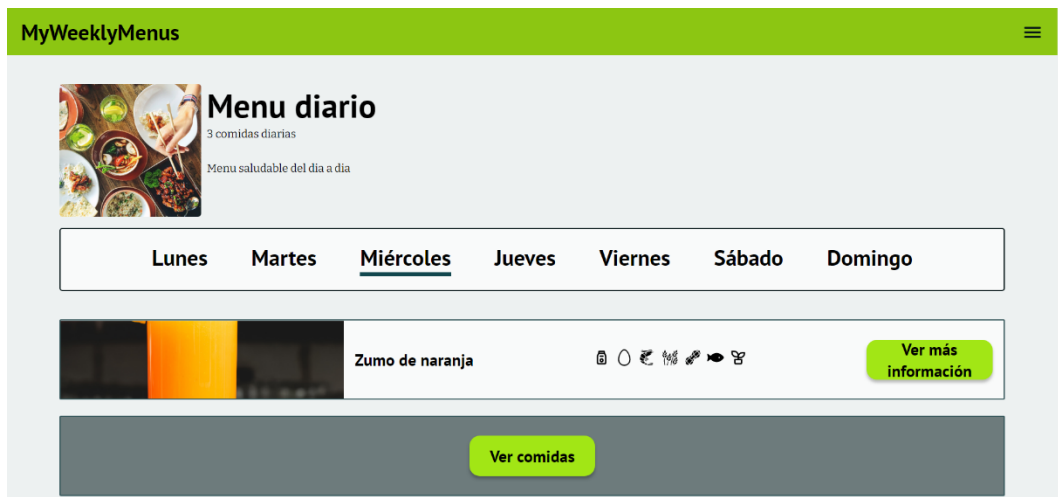 MyWeeklyMenus
Menu diario
3 comidas diarias
Menu saludable del dia a dia
Lunes Martes Miércoles Jueves Viernes Sábado Domingo
Zumo de naranja
Ver más
información
Ver comidas